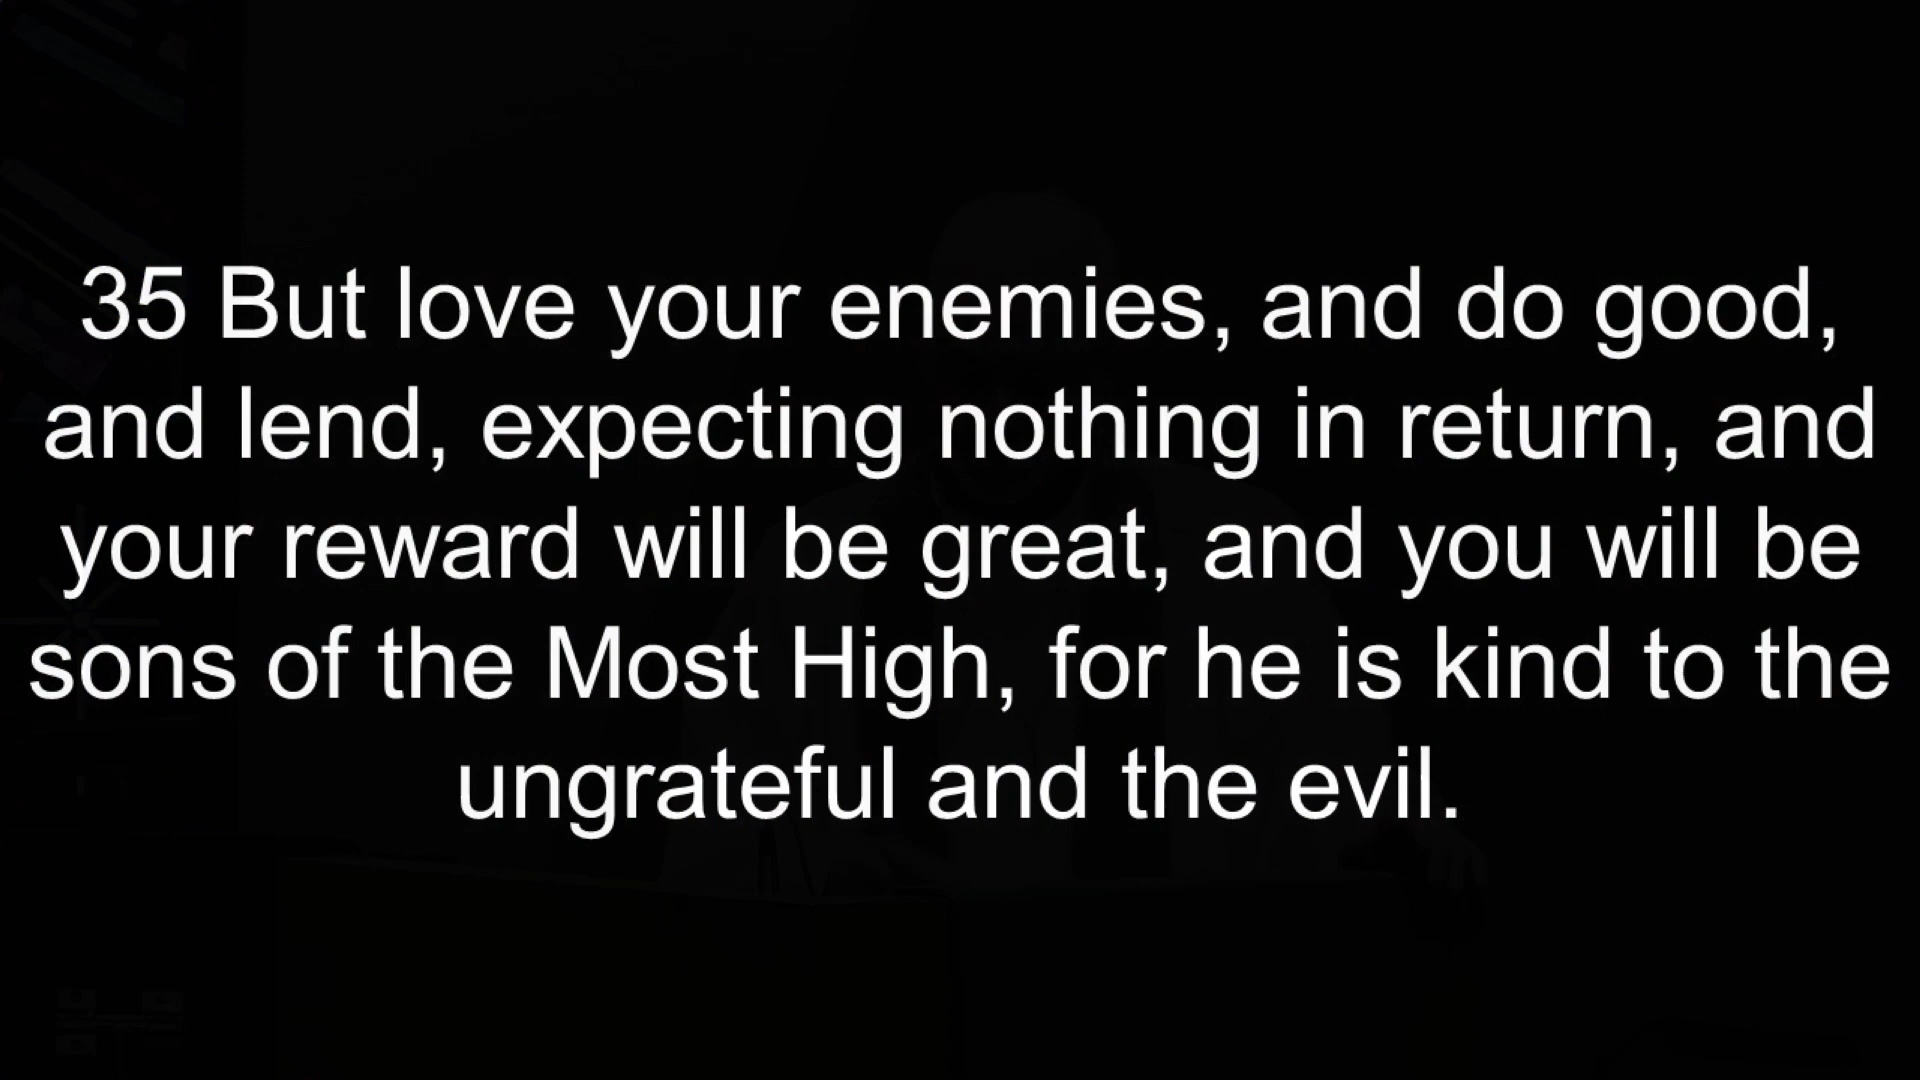 35 But love your enemies, and do good,
and lend, expecting nothing in return, and
your reward will be great, and you will be
sons of the Most High, for he is kind to the
ungrateful and the evil.